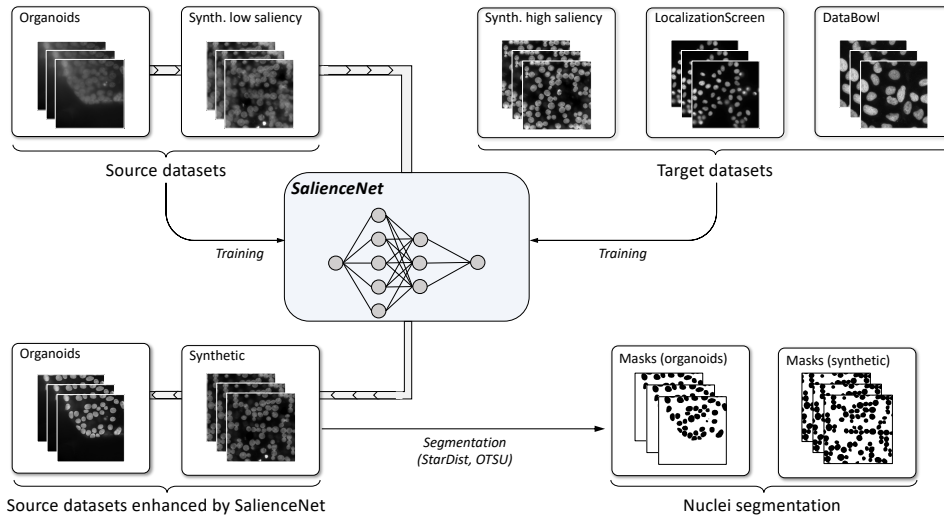 Organoids
Synth. low saliency
Synth. high saliency
LocalizationScreen
DataBowl
Source datasets
Target datasets
SalienceNet
Training
Training
Organoids
Synthetic
Masks (organoids)
Masks (synthetic)
Segmentation
(StarDist, OTSU)
Source datasets enhanced by SalienceNet
Nuclei segmentation